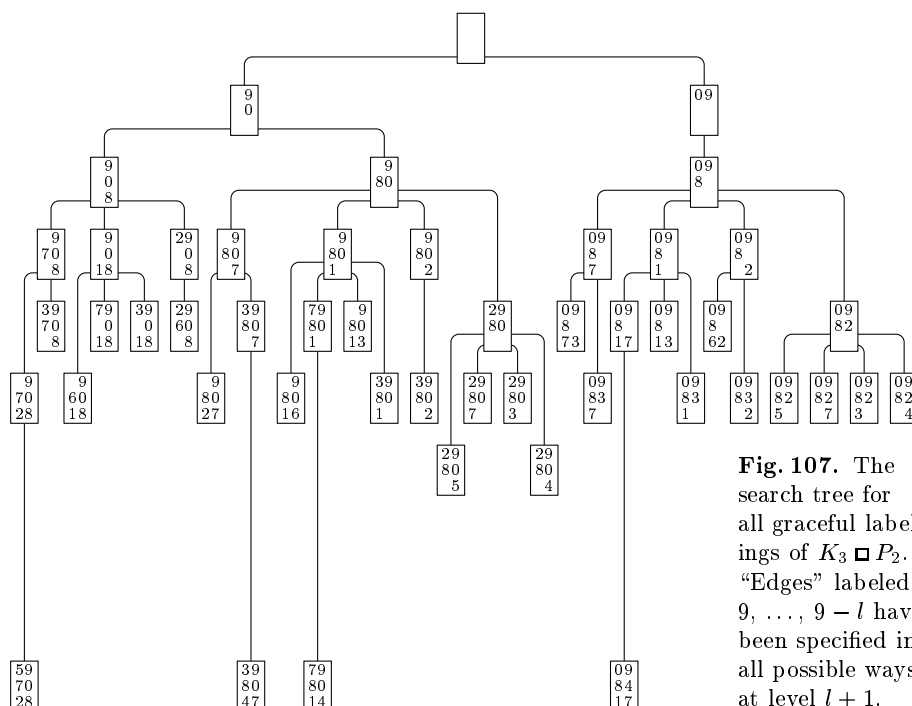 9 09
0
9 9 09
0 80 8
8
9 9 29 9 9 9 09 09 09
70 0 0 80 80 80 8 8 8
8 18 8 7 1 2 7 1 2
39 79 39 29 39 79 9 29 09 09 09 09 09
70 0 0 60 80 80 80 80 8 8 8 8 82
8 18 18 8 7 1 13 73 17 13 62
9 9 9 9 39 39 29 29 09 09 09 09 09 09 09
70 60 80 80 80 80 80 80 83 83 83 82 82 82 82
28 18 27 16 1 2 7 3 7 1 2 5 7 3 4
29 29
80 80
5 4
Fig. 107. The
search tree for
all graceful label
ings of K₃ □ P₂.
“Edges” labeled
9, ..., 9 − l hav
been specified in
all possible ways
at level l + 1.
59 39 79 09
70 80 80 84
28 47 14 17